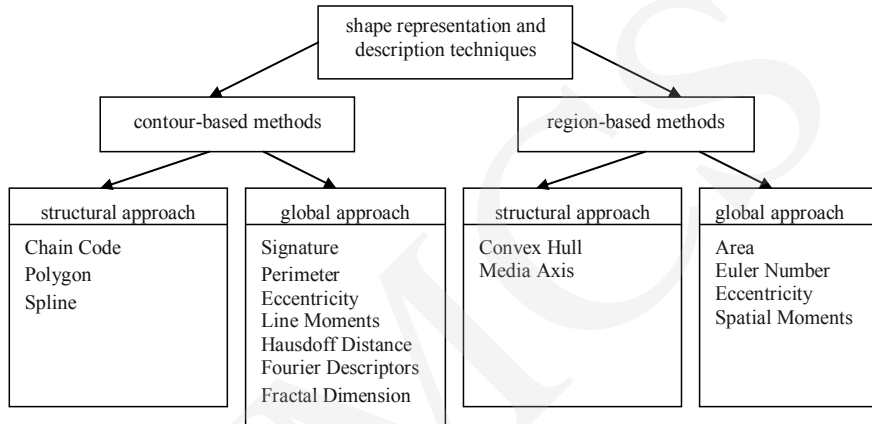 shape representation and
description techniques
contour-based methods
region-based methods
structural approach
Chain Code
Polygon
Spline
global approach
Signature
Perimeter
Eccentricity
Line Moments
Hausdoff Distance
Fourier Descriptors
Fractal Dimension
structural approach
Convex Hull
Media Axis
global approach
Area
Euler Number
Eccentricity
Spatial Moments